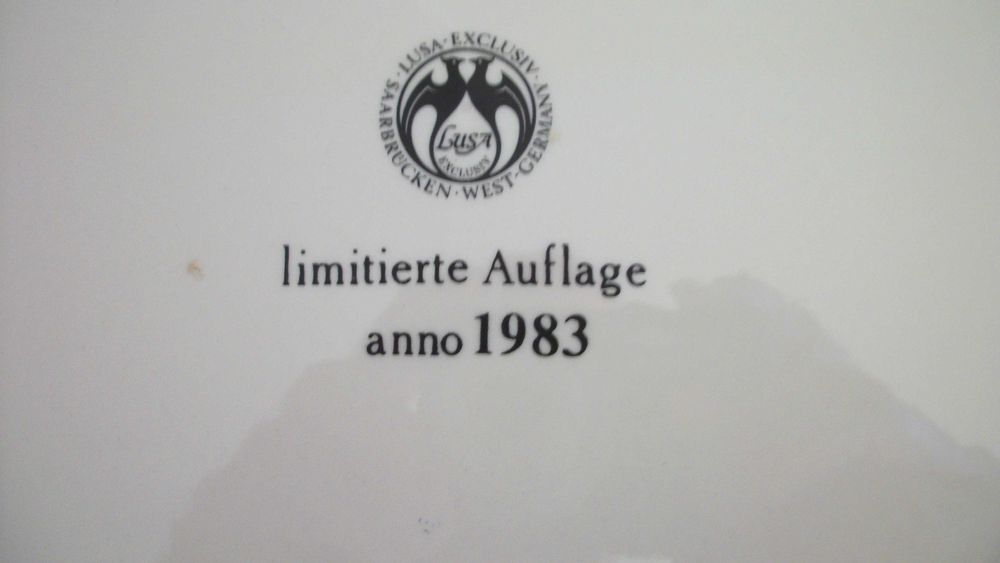 · LUSA · EXCLUSIV · SAARBRÜCKEN · WEST-GERMANY
LUSA
EXCLUSIV
limitierte Auflage
anno 1983